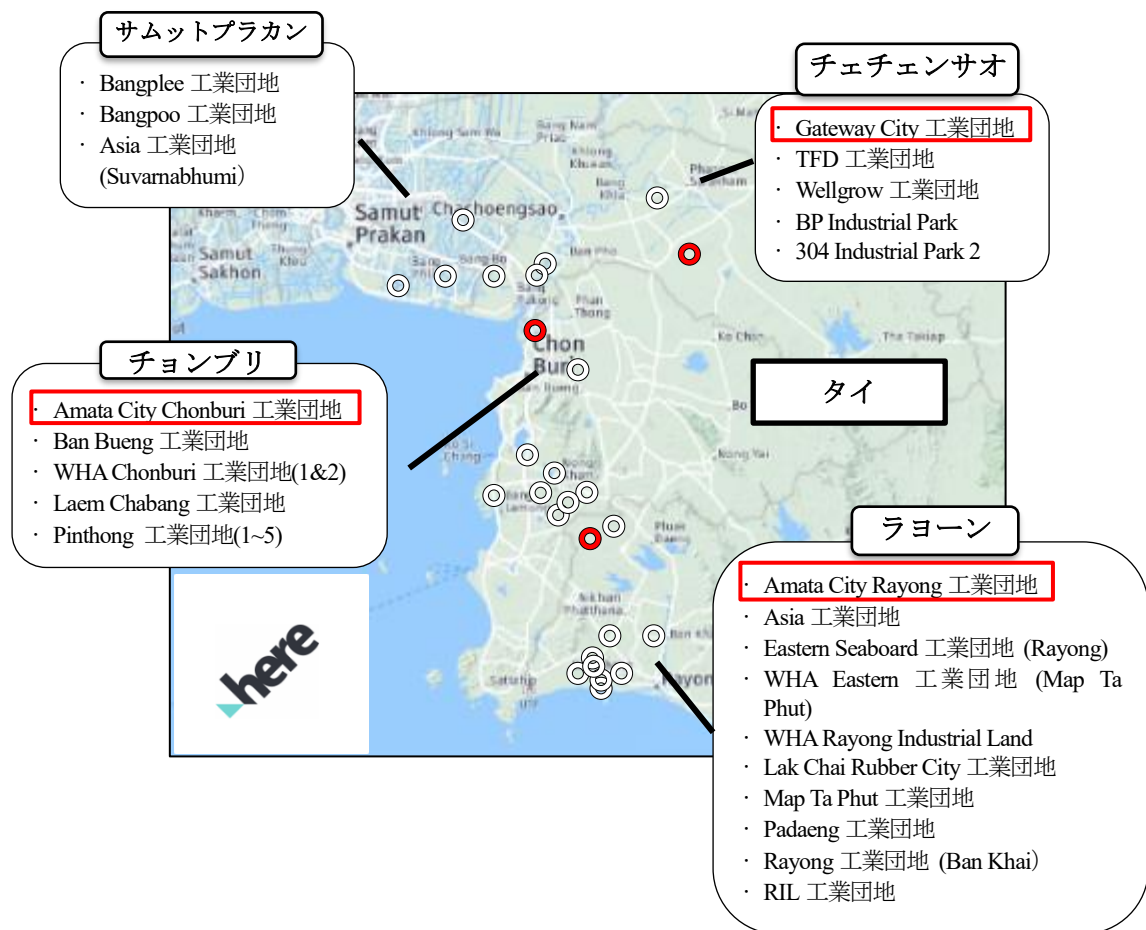 サムットプラカン
· Bangplee 工業団地
· Bangpoo 工業団地
· Asia 工業団地
(Suvarnabhumi)
チェチェンサオ
· Gateway City 工業団地
· TFD 工業団地
· Wellgrow 工業団地
· BP Industrial Park
· 304 Industrial Park 2
Samut Prakan
Chachoengsao
Samut Sakhon
Phan Thong
Chon Buri
チョンブリ
· Amata City Chonburi 工業団地
· Ban Bueng 工業団地
· WHA Chonburi 工業団地(1&2)
· Laem Chabang 工業団地
· Pinthong 工業団地(1~5)
タイ
ラヨーン
· Amata City Rayong 工業団地
· Asia 工業団地
· Eastern Seaboard 工業団地 (Rayong)
· WHA Eastern 工業団地 (Map Ta
Phut)
· WHA Rayong Industrial Land
· Lak Chai Rubber City 工業団地
· Map Ta Phut 工業団地
· Padaeng 工業団地
· Rayong 工業団地 (Ban Khai）
· RIL 工業団地
here